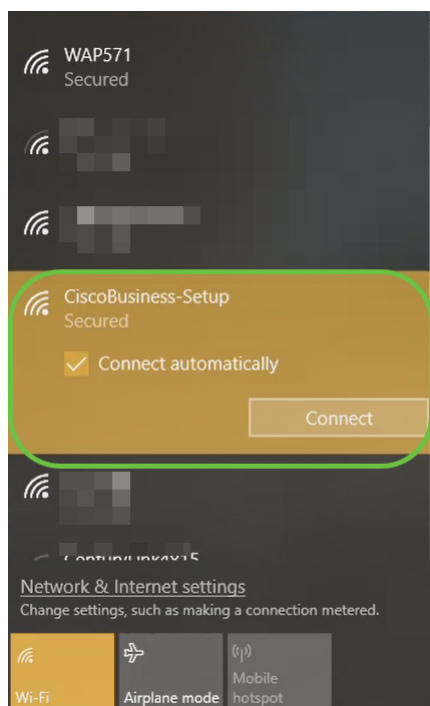 WAP571
Secured
CiscoBusiness-Setup
Secured
Connect automatically
Connect
Network & Internet settings
Change settings, such as making a connection metered.
Wi-Fi
Airplane mode
Mobile
hotspot